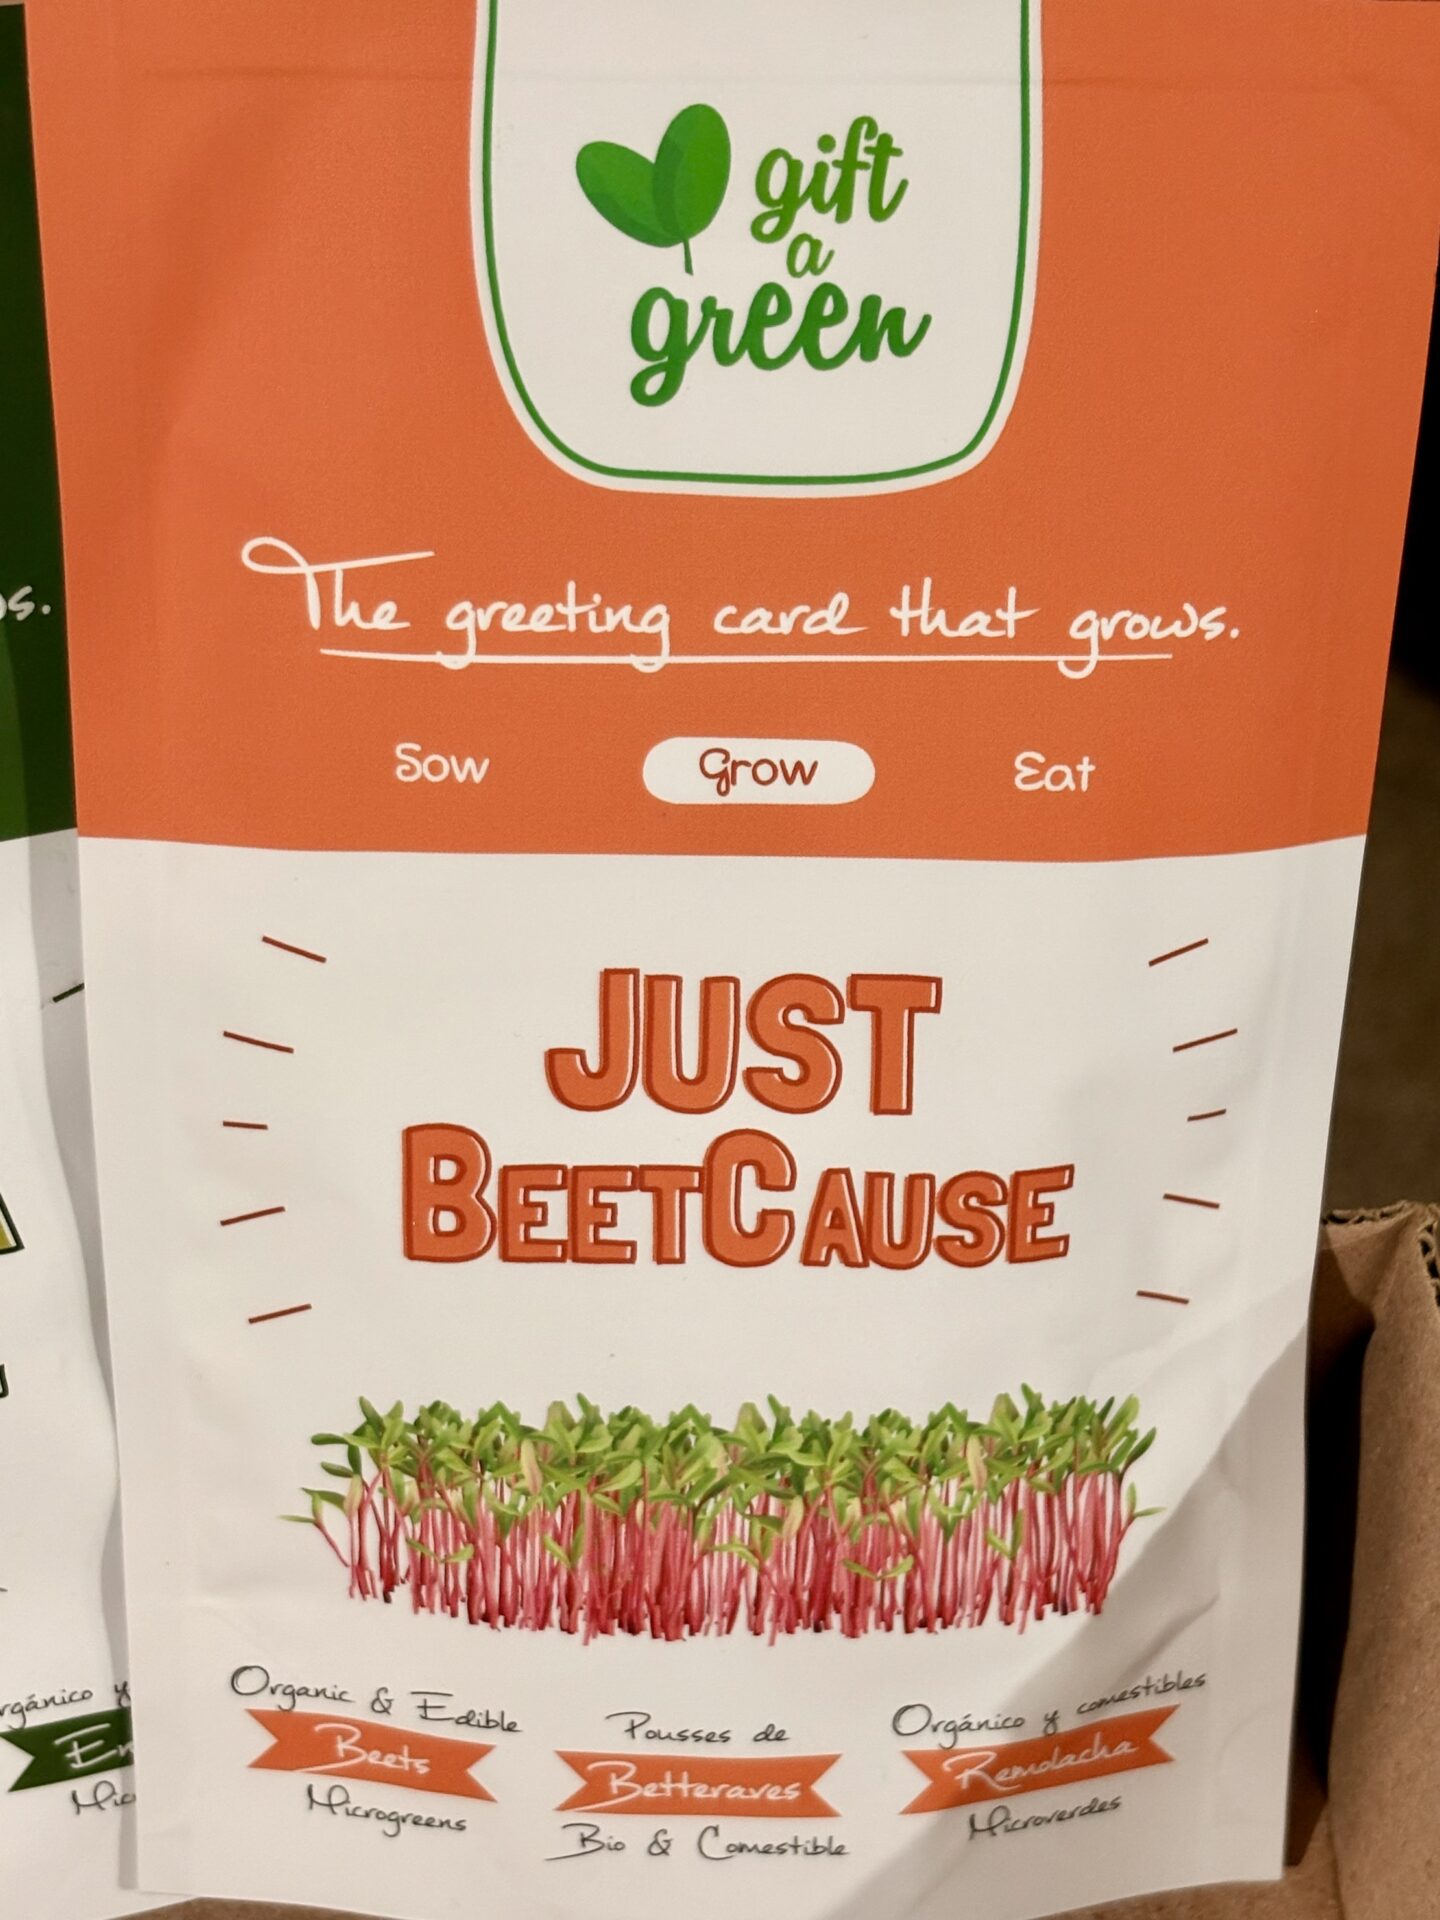 gift
a
green
The greeting card that grows.
Sow Grow Eat
JUST
BEETCAUSE
Organic & Edible
Beets
Microgreens
Pousses de
Betteraves
Bio & Comestible
Orgánico y comestibles
Remolacha
Microverdes